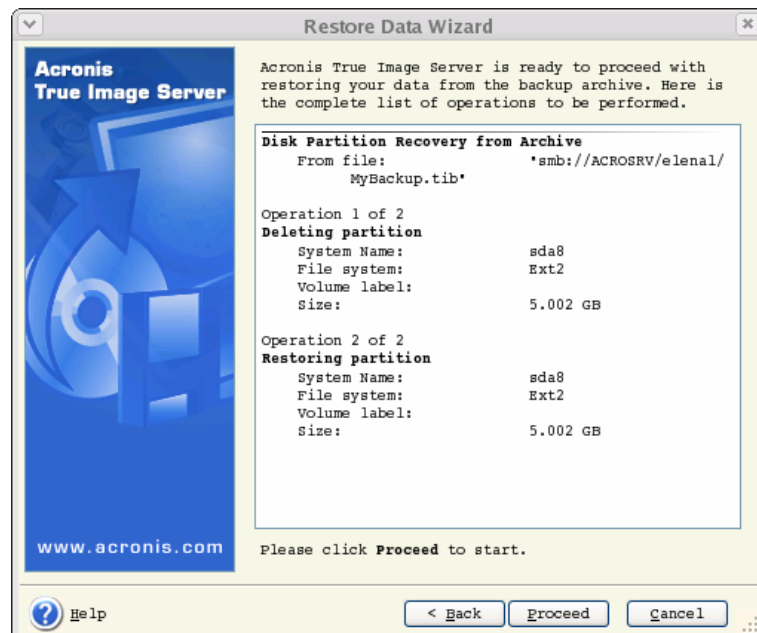 Restore Data Wizard
Acronis
True Image Server
Acronis True Image Server is ready to proceed with
restoring your data from the backup archive. Here is
the complete list of operations to be performed.
Disk Partition Recovery from Archive
From file: "smb://ACROSRV/elenal/
MyBackup.tib"
Operation 1 of 2
Deleting partition
System Name: sda8
File system: Ext2
Volume label:
Size: 5.002 GB
Operation 2 of 2
Restoring partition
System Name: sda8
File system: Ext2
Volume label:
Size: 5.002 GB
www.acronis.com
Please click Proceed to start.
Help
< Back
Proceed
Cancel